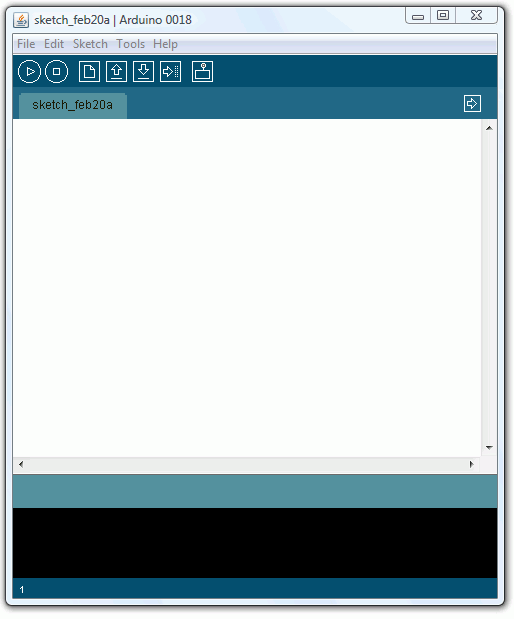 sketch_feb20a | Arduino 0018
File Edit Sketch Tools Help
sketch_feb20a
1